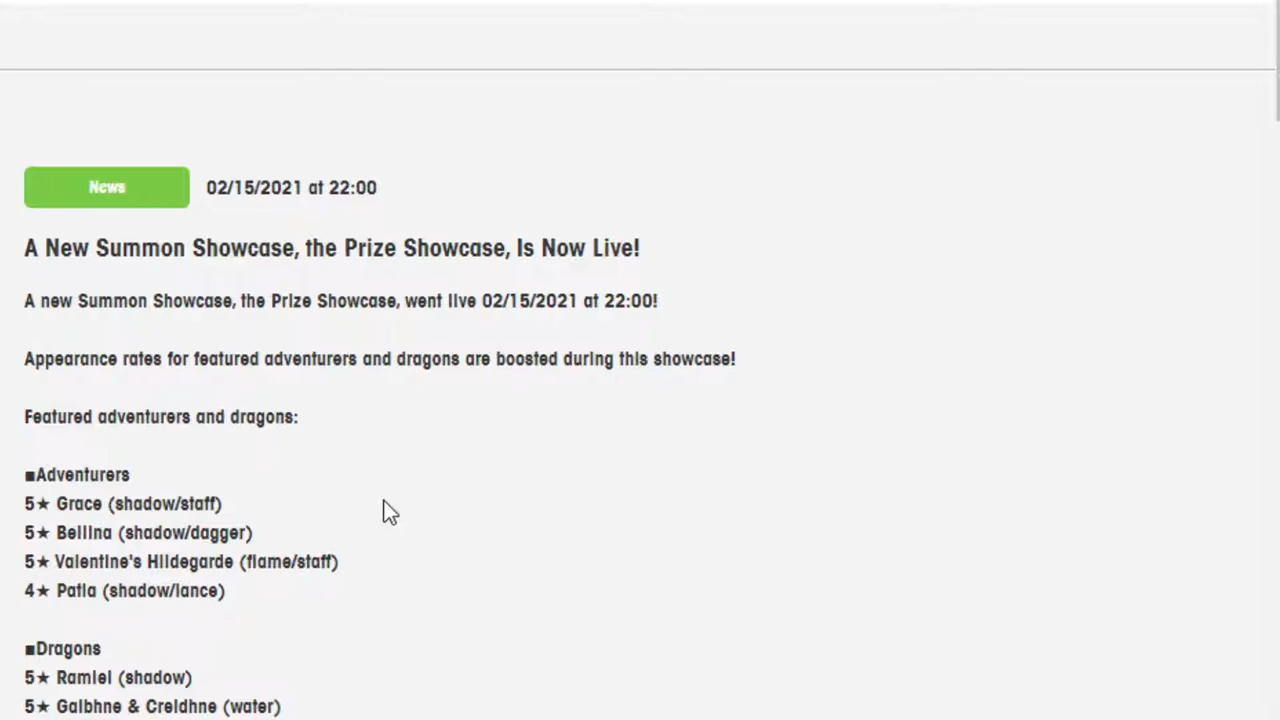 News
02/15/2021 at 22:00
A New Summon Showcase, the Prize Showcase, Is Now Live!
A new Summon Showcase, the Prize Showcase, went live 02/15/2021 at 22:00!
Appearance rates for featured adventurers and dragons are boosted during this showcase!
Featured adventurers and dragons:
■Adventurers
5★ Grace (shadow/staff)
5★ Bellina (shadow/dagger)
5★ Valentine's Hildegarde (flame/staff)
4★ Patia (shadow/lance)
■Dragons
5★ Ramiel (shadow)
5★ Gaibhne & Creidhne (water)